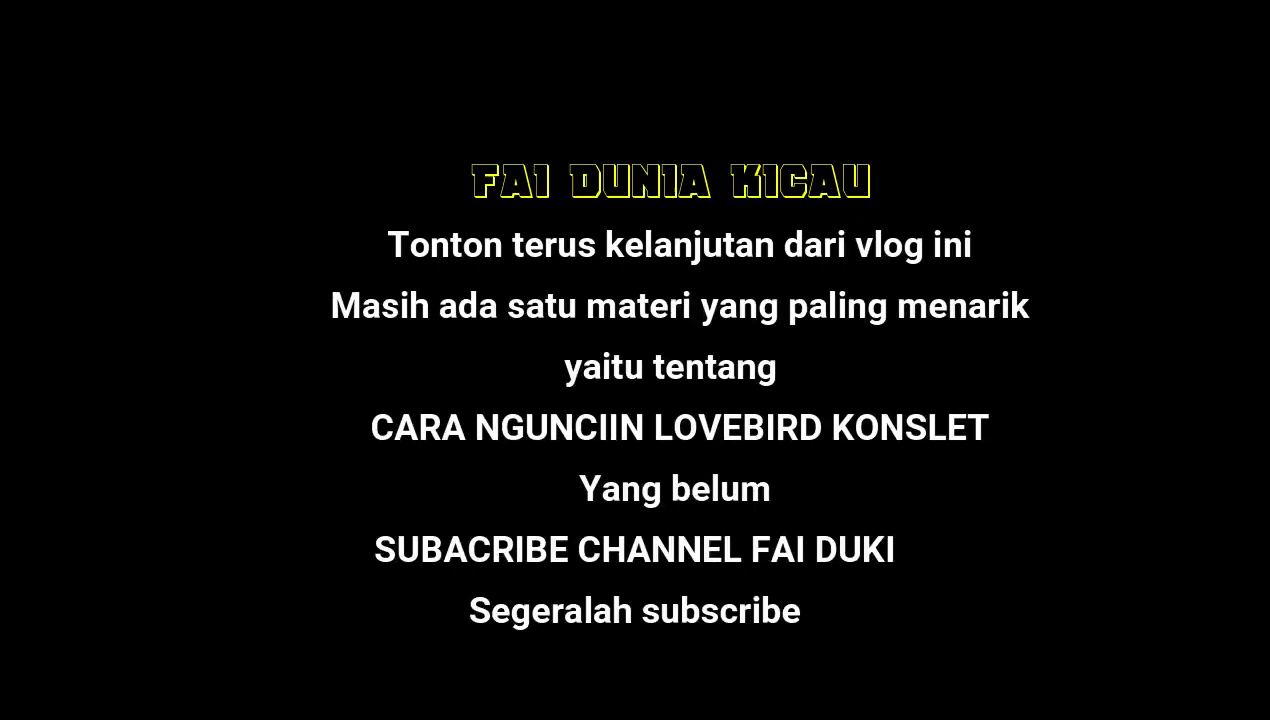 FAI DUNIA KICAU
Tonton terus kelanjutan dari vlog ini
Masih ada satu materi yang paling menarik
yaitu tentang
CARA NGUNCIIN LOVEBIRD KONSLET
Yang belum
SUBACRIBE CHANNEL FAI DUKI
Segeralah subscribe